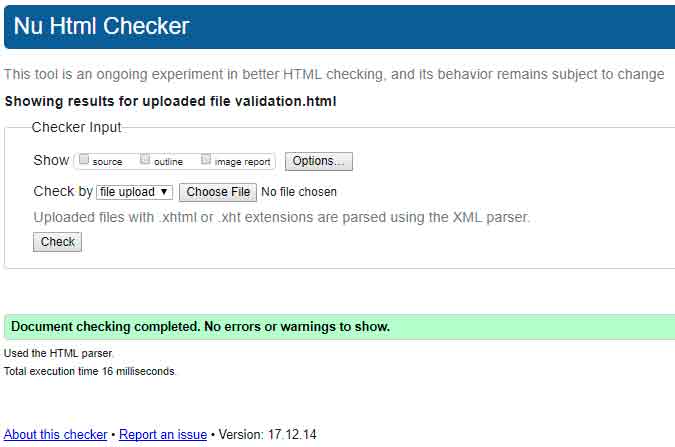 Nu Html Checker
This tool is an ongoing experiment in better HTML checking, and its behavior remains subject to change
Showing results for uploaded file validation.html
Checker Input
Show source outline image report Options...
Check by file upload Choose File No file chosen
Uploaded files with .xhtml or .xht extensions are parsed using the XML parser.
Check
Document checking completed. No errors or warnings to show.
Used the HTML parser.
Total execution time 16 milliseconds.
About this checker • Report an issue • Version: 17.12.14